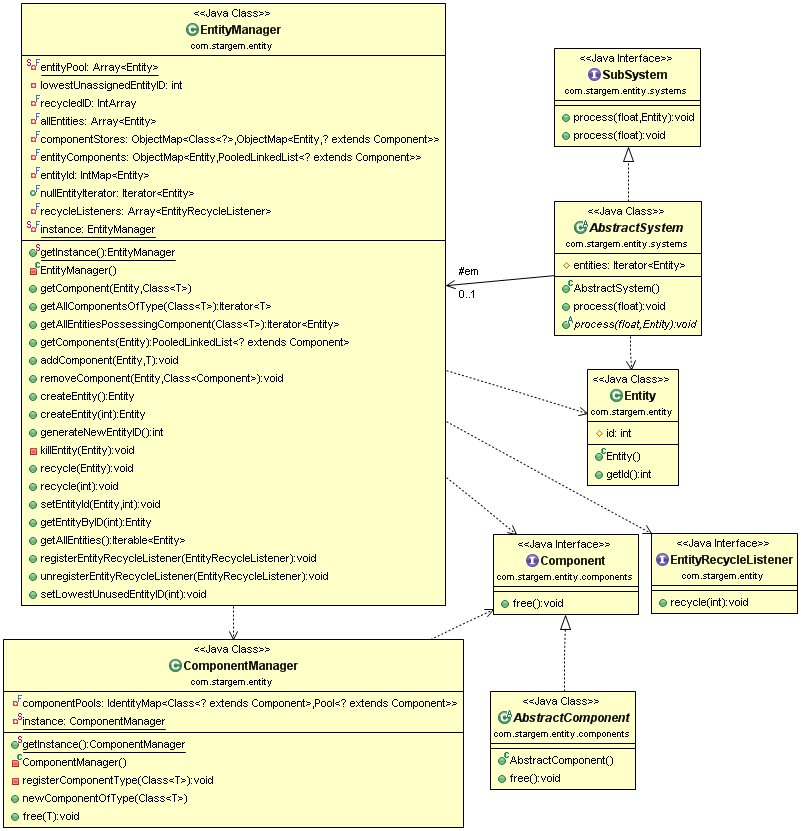 <<Java Class>>
EntityManager
com.stargem.entity
entityPool: Array<Entity>
lowestUnassignedEntityID: int
recycledID: IntArray
allEntities: Array<Entity>
componentStores: ObjectMap<Class<?>,ObjectMap<Entity,? extends Component>>
entityComponents: ObjectMap<Entity,PooledLinkedList<? extends Component>>
entityId: IntMap<Entity>
nullEntityIterator: Iterator<Entity>
recycleListeners: Array<EntityRecycleListener>
instance: EntityManager
getInstance():EntityManager
EntityManager()
getComponent(Entity,Class<T>)
getAllComponentsOfType(Class<T>):Iterator<T>
getAllEntitiesPossessingComponent(Class<T>):Iterator<Entity>
getComponents(Entity):PooledLinkedList<? extends Component>
addComponent(Entity,T):void
removeComponent(Entity,Class<Component>):void
createEntity():Entity
createEntity(int):Entity
generateNewEntityID():int
killEntity(Entity):void
recycle(Entity):void
recycle(int):void
setEntityId(Entity,int):void
getEntityByID(int):Entity
getAllEntities():Iterable<Entity>
registerEntityRecycleListener(EntityRecycleListener):void
unregisterEntityRecycleListener(EntityRecycleListener):void
setLowestUnusedEntityID(int):void
<<Java Interface>>
SubSystem
com.stargem.entity.systems
process(float,Entity):void
process(float):void
<<Java Class>>
AbstractSystem
com.stargem.entity.systems
entities: Iterator<Entity>
AbstractSystem()
process(float):void
process(float,Entity):void
#em
0..1
<<Java Class>>
Entity
com.stargem.entity
id: int
Entity()
getId():int
<<Java Interface>>
Component
com.stargem.entity.components
free():void
<<Java Interface>>
EntityRecycleListener
com.stargem.entity
recycle(int):void
<<Java Class>>
ComponentManager
com.stargem.entity
componentPools: IdentityMap<Class<? extends Component>,Pool<? extends Component>>
instance: ComponentManager
getInstance():ComponentManager
ComponentManager()
registerComponentType(Class<T>):void
newComponentOfType(Class<T>)
free(T):void
<<Java Class>>
AbstractComponent
com.stargem.entity.components
AbstractComponent()
free():void